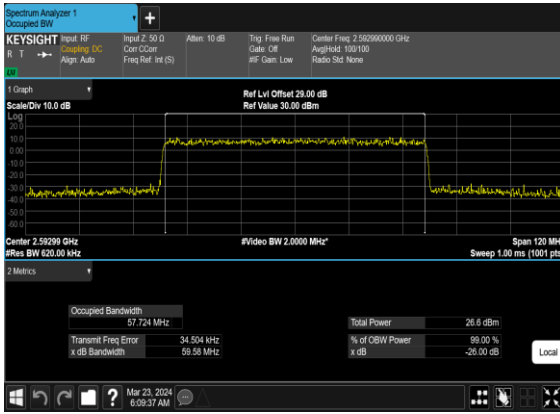 Spectrum Analyzer 1
Occupied BW
+
KEYSIGHT
R T
LXI
Input: RF
Coupling: DC
Align: Auto
Input Z: 50 Ω
Corr CCorr
Freq Ref: Int (S)
Atten: 10 dB
Trig: Free Run
Gate: Off
#IF Gain: Low
Center Freq: 2.592990000 GHz
Avg|Hold: 100/100
Radio Std: None
1 Graph
Scale/Div 10.0 dB
Ref Lvl Offset 29.00 dB
Ref Value 30.00 dBm
Log
20.0
10.0
0.00
-10.0
-20.0
-30.0
-40.0
-50.0
-60.0
Center 2.59299 GHz
#Res BW 620.00 kHz
#Video BW 2.0000 MHz*
Span 120 MH
Sweep 1.00 ms (1001 pts
2 Metrics
Occupied Bandwidth
57.724 MHz
Transmit Freq Error 34.504 kHz
x dB Bandwidth 59.58 MHz
Total Power 26.6 dBm
% of OBW Power 99.00 %
x dB -26.00 dB
Local
?
Mar 23, 2024
6:09:37 AM